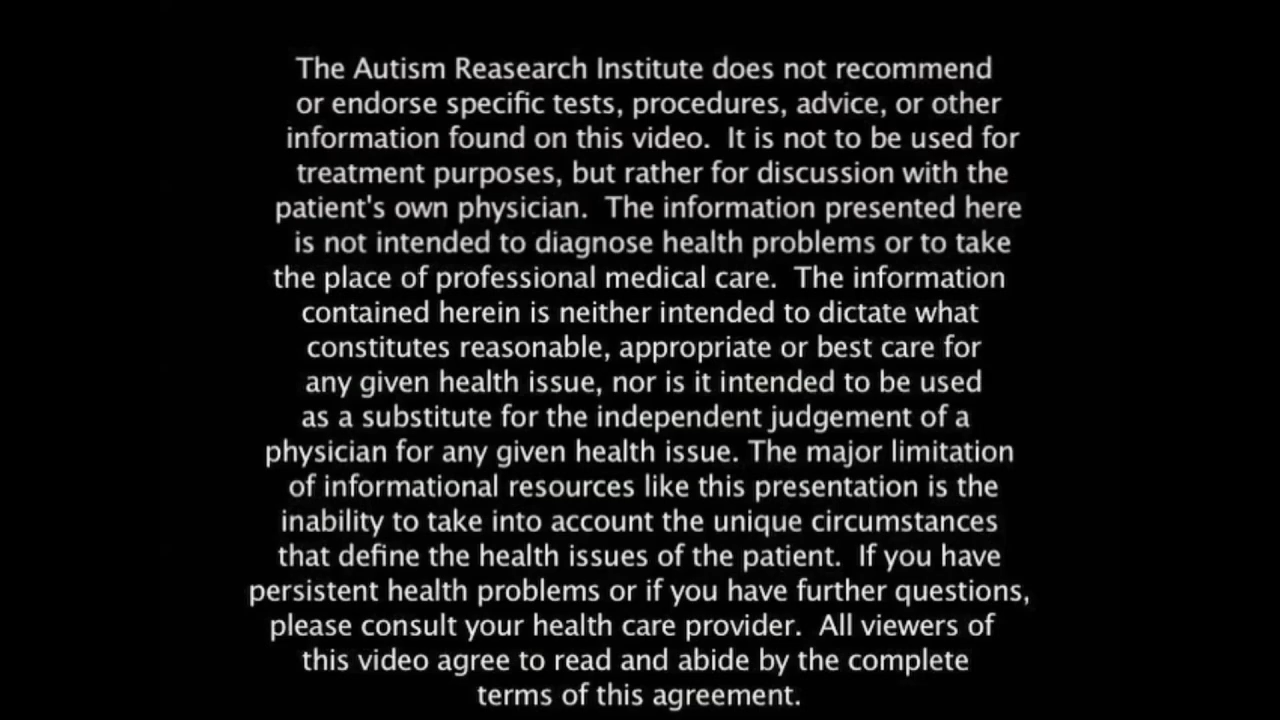 The Autism Reasearch Institute does not recommend
or endorse specific tests, procedures, advice, or other
information found on this video.  It is not to be used for
treatment purposes, but rather for discussion with the
patient's own physician.  The information presented here
is not intended to diagnose health problems or to take
the place of professional medical care.  The information
contained herein is neither intended to dictate what
constitutes reasonable, appropriate or best care for
any given health issue, nor is it intended to be used
as a substitute for the independent judgement of a
physician for any given health issue. The major limitation
of informational resources like this presentation is the
inability to take into account the unique circumstances
that define the health issues of the patient.  If you have
persistent health problems or if you have further questions,
please consult your health care provider.  All viewers of
this video agree to read and abide by the complete
terms of this agreement.